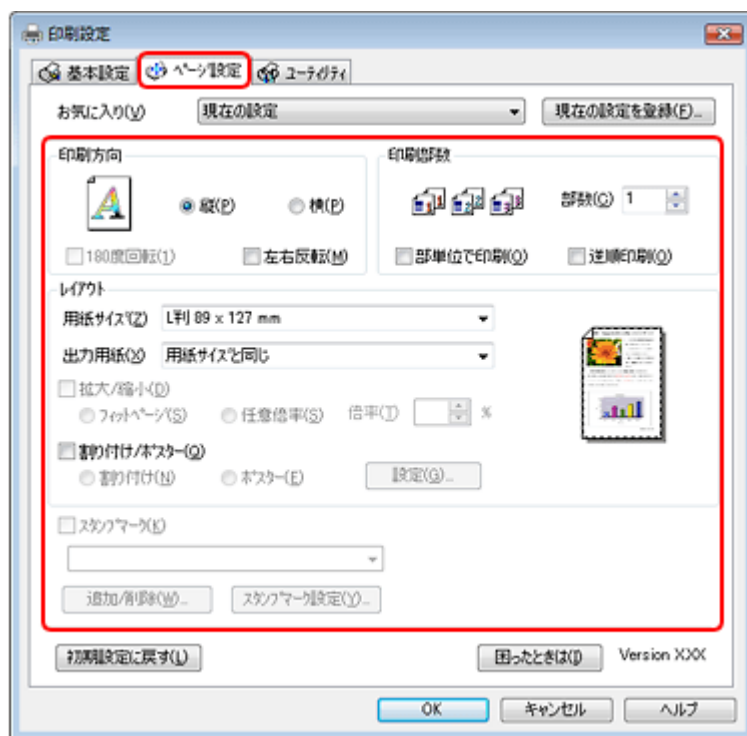 印刷設定
基本設定 ページ設定 ユーティリティ
お気に入り(V) 現在の設定 現在の設定を登録(F)...
印刷方向
縦(P) 横(R)
180度回転(1) 左右反転(M)
印刷部数
1 1 2 2 3 3 部数(C) 1
部単位で印刷(O) 逆順印刷(O)
レイアウト
用紙サイズ(Z) L判 89 x 127 mm
出力用紙(X) 用紙サイズと同じ
拡大/縮小(D)
フィットページ(S) 任意倍率(S) 倍率(T) %
割り付け/ポスター(Q)
割り付け(N) ポスター(E) 設定(G)...
スタンプマーク(K)
追加/削除(W)... スタンプマーク設定(Y)...
初期設定に戻す(L) 困ったときは(I) Version XXX
OK キャンセル ヘルプ